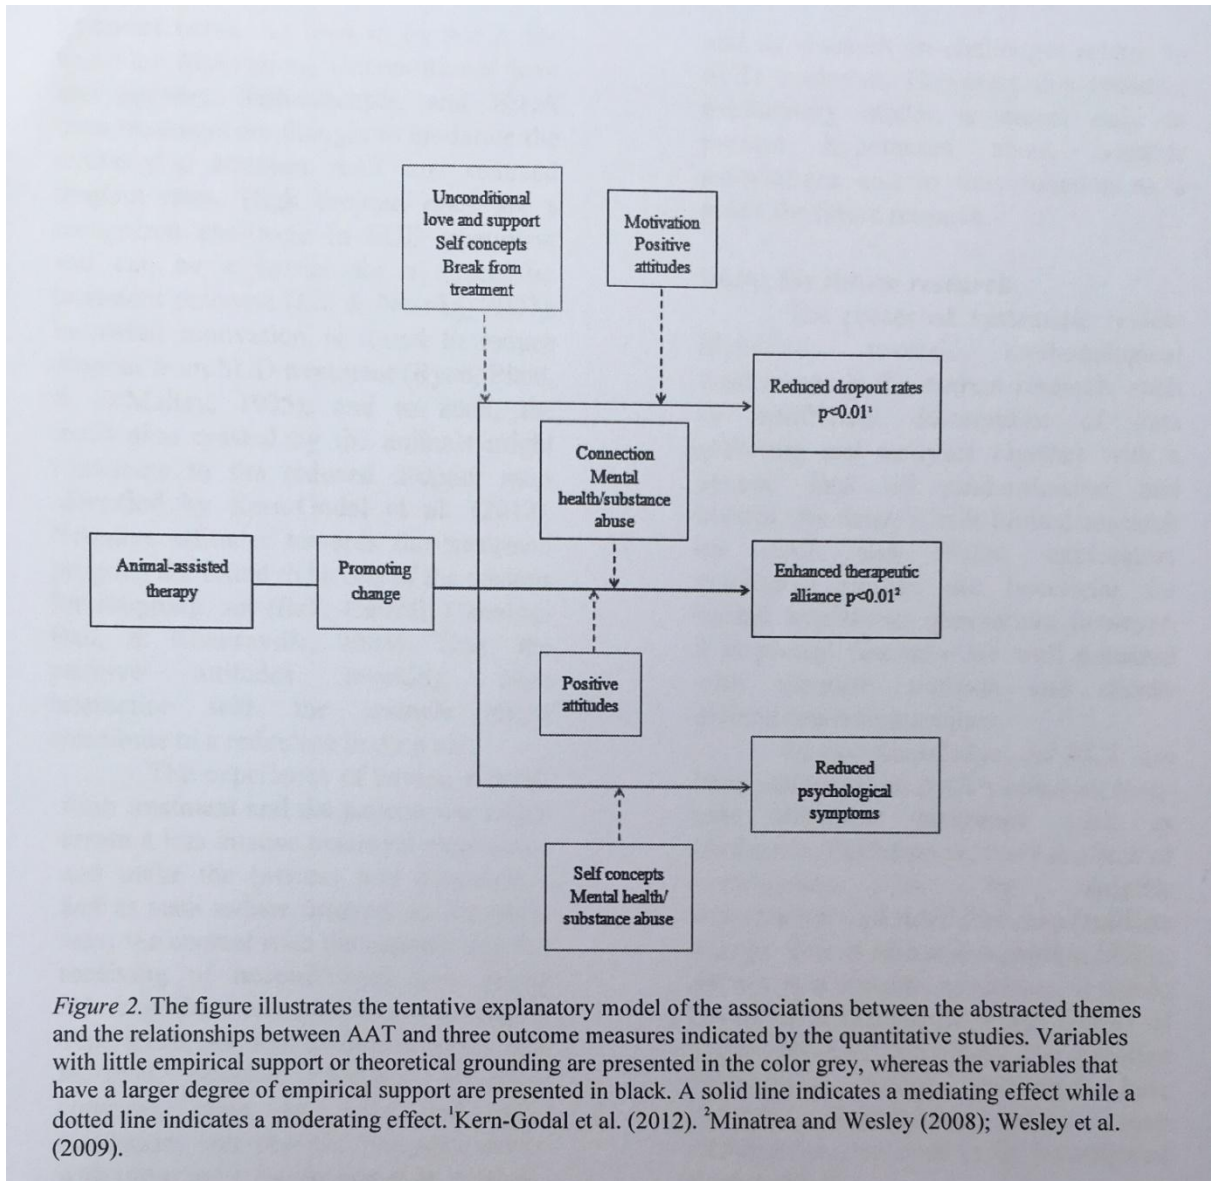 Unconditional
love and support
Self concepts
Break from
treatment
Motivation
Positive
attitudes
Reduced dropout rates
p<0.01¹
Connection
Mental
health/substance
abuse
Animal-assisted
therapy
Promoting
change
Enhanced therapeutic
alliance p<0.01²
Positive
attitudes
Reduced
psychological
symptoms
Self concepts
Mental health/
substance abuse
Figure 2. The figure illustrates the tentative explanatory model of the associations between the abstracted themes
and the relationships between AAT and three outcome measures indicated by the quantitative studies. Variables
with little empirical support or theoretical grounding are presented in the color grey, whereas the variables that
have a larger degree of empirical support are presented in black. A solid line indicates a mediating effect while a
dotted line indicates a moderating effect.¹Kern-Godal et al. (2012). ²Minatrea and Wesley (2008); Wesley et al.
(2009).